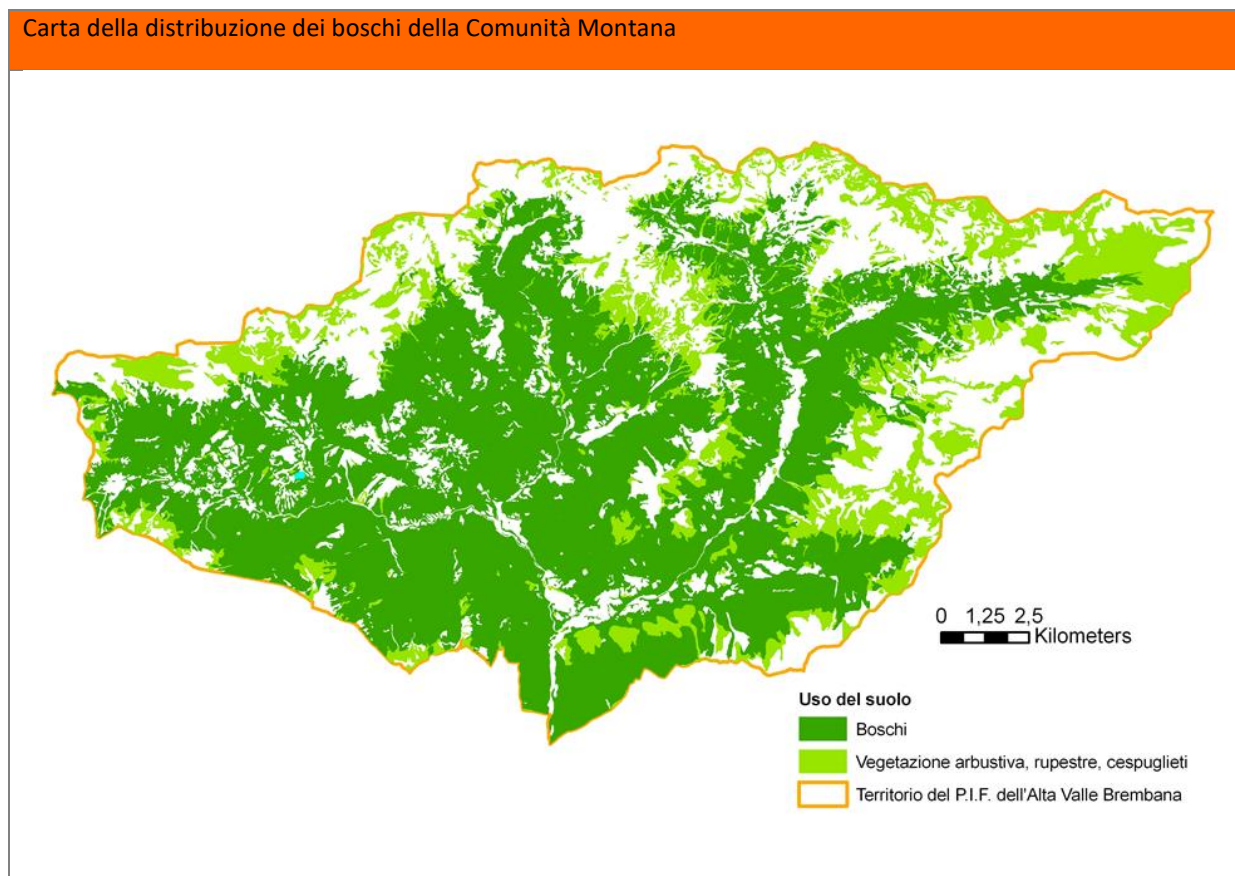 Carta della distribuzione dei boschi della Comunità Montana
0 1,25 2,5
Kilometers
Uso del suolo
Boschi
Vegetazione arbustiva, rupestre, cespuglieti
Territorio del P.I.F. dell'Alta Valle Brembana